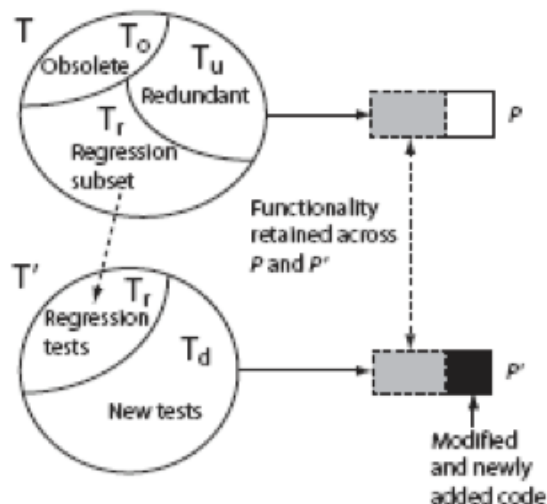 T
To
Obsolete
Tu
Redundant
Tr
Regression
subset
P
Functionality
retained across
P and P'
T'
Tr
Regression
tests
Td
New tests
P'
Modified
and newly
added code